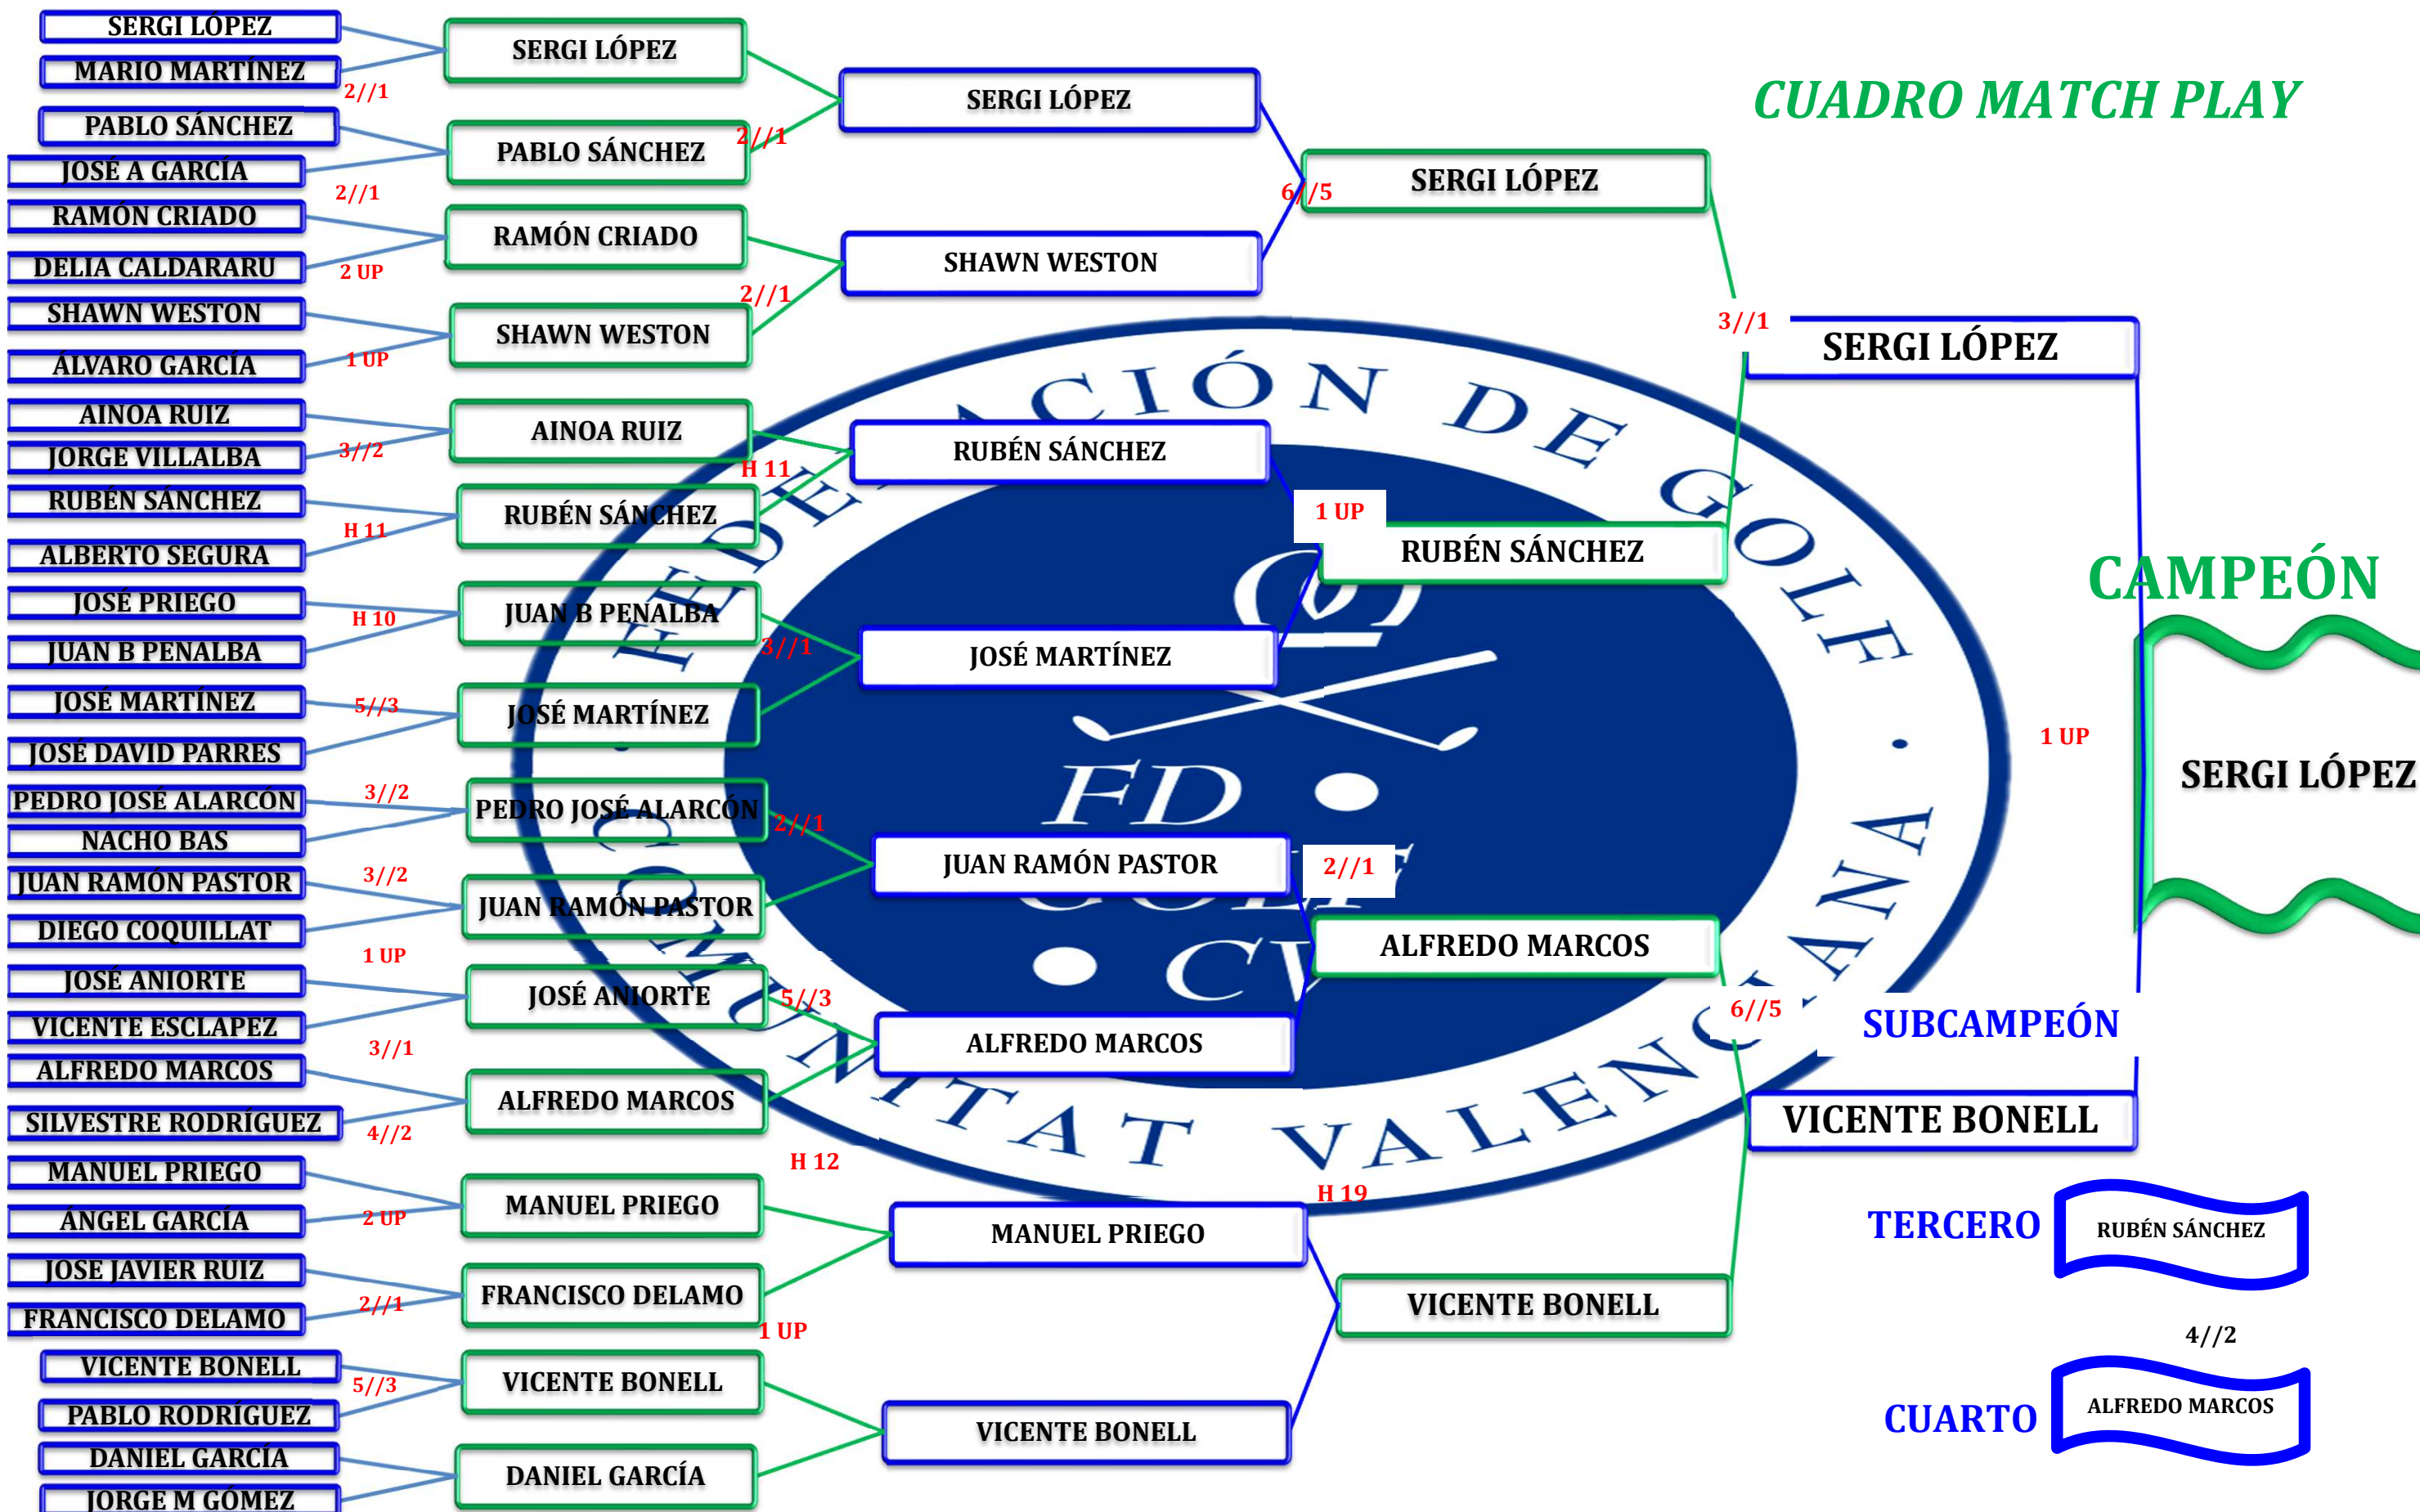 CUADRO MATCH PLAY
SERGI LÓPEZ
MARIO MARTÍNEZ
2//1
PABLO SÁNCHEZ
JOSÉ A GARCÍA
2//1
RAMÓN CRIADO
DELIA CALDARARU
2 UP
SHAWN WESTON
ÁLVARO GARCÍA
1 UP
AINOA RUIZ
JORGE VILLALBA
3//2
RUBÉN SÁNCHEZ
ALBERTO SEGURA
H 11
JOSÉ PRIEGO
JUAN B PENALBA
H 10
JOSÉ MARTÍNEZ
JOSÉ DAVID PARRES
5//3
PEDRO JOSÉ ALARCÓN
NACHO BAS
3//2
JUAN RAMÓN PASTOR
DIEGO COQUILLAT
3//2
1 UP
JOSÉ ANIORTE
VICENTE ESCLAPEZ
3//1
ALFREDO MARCOS
SILVESTRE RODRÍGUEZ
4//2
MANUEL PRIEGO
ÁNGEL GARCÍA
2 UP
JOSE JAVIER RUIZ
FRANCISCO DELAMO
2//1
VICENTE BONELL
PABLO RODRÍGUEZ
5//3
DANIEL GARCÍA
JORGE M GÓMEZ
SERGI LÓPEZ
PABLO SÁNCHEZ
2//1
RAMÓN CRIADO
SHAWN WESTON
2//1
AINOA RUIZ
RUBÉN SÁNCHEZ
H 11
JUAN B PENALBA
JOSÉ MARTÍNEZ
3//1
PEDRO JOSÉ ALARCÓN
JUAN RAMÓN PASTOR
2//1
JOSÉ ANIORTE
ALFREDO MARCOS
5//3
H 12
MANUEL PRIEGO
FRANCISCO DELAMO
1 UP
VICENTE BONELL
DANIEL GARCÍA
SERGI LÓPEZ
SHAWN WESTON
6//5
RUBÉN SÁNCHEZ
JOSÉ MARTÍNEZ
1 UP
JUAN RAMÓN PASTOR
ALFREDO MARCOS
2//1
MANUEL PRIEGO
VICENTE BONELL
H 19
SERGI LÓPEZ
RUBÉN SÁNCHEZ
3//1
ALFREDO MARCOS
VICENTE BONELL
6//5
SERGI LÓPEZ
SUBCAMPEÓN
VICENTE BONELL
1 UP
CAMPEÓN
SERGI LÓPEZ
TERCERO
RUBÉN SÁNCHEZ
4//2
CUARTO
ALFREDO MARCOS
DE GOLF
COMUNITAT VALENCIANA
FD
CV